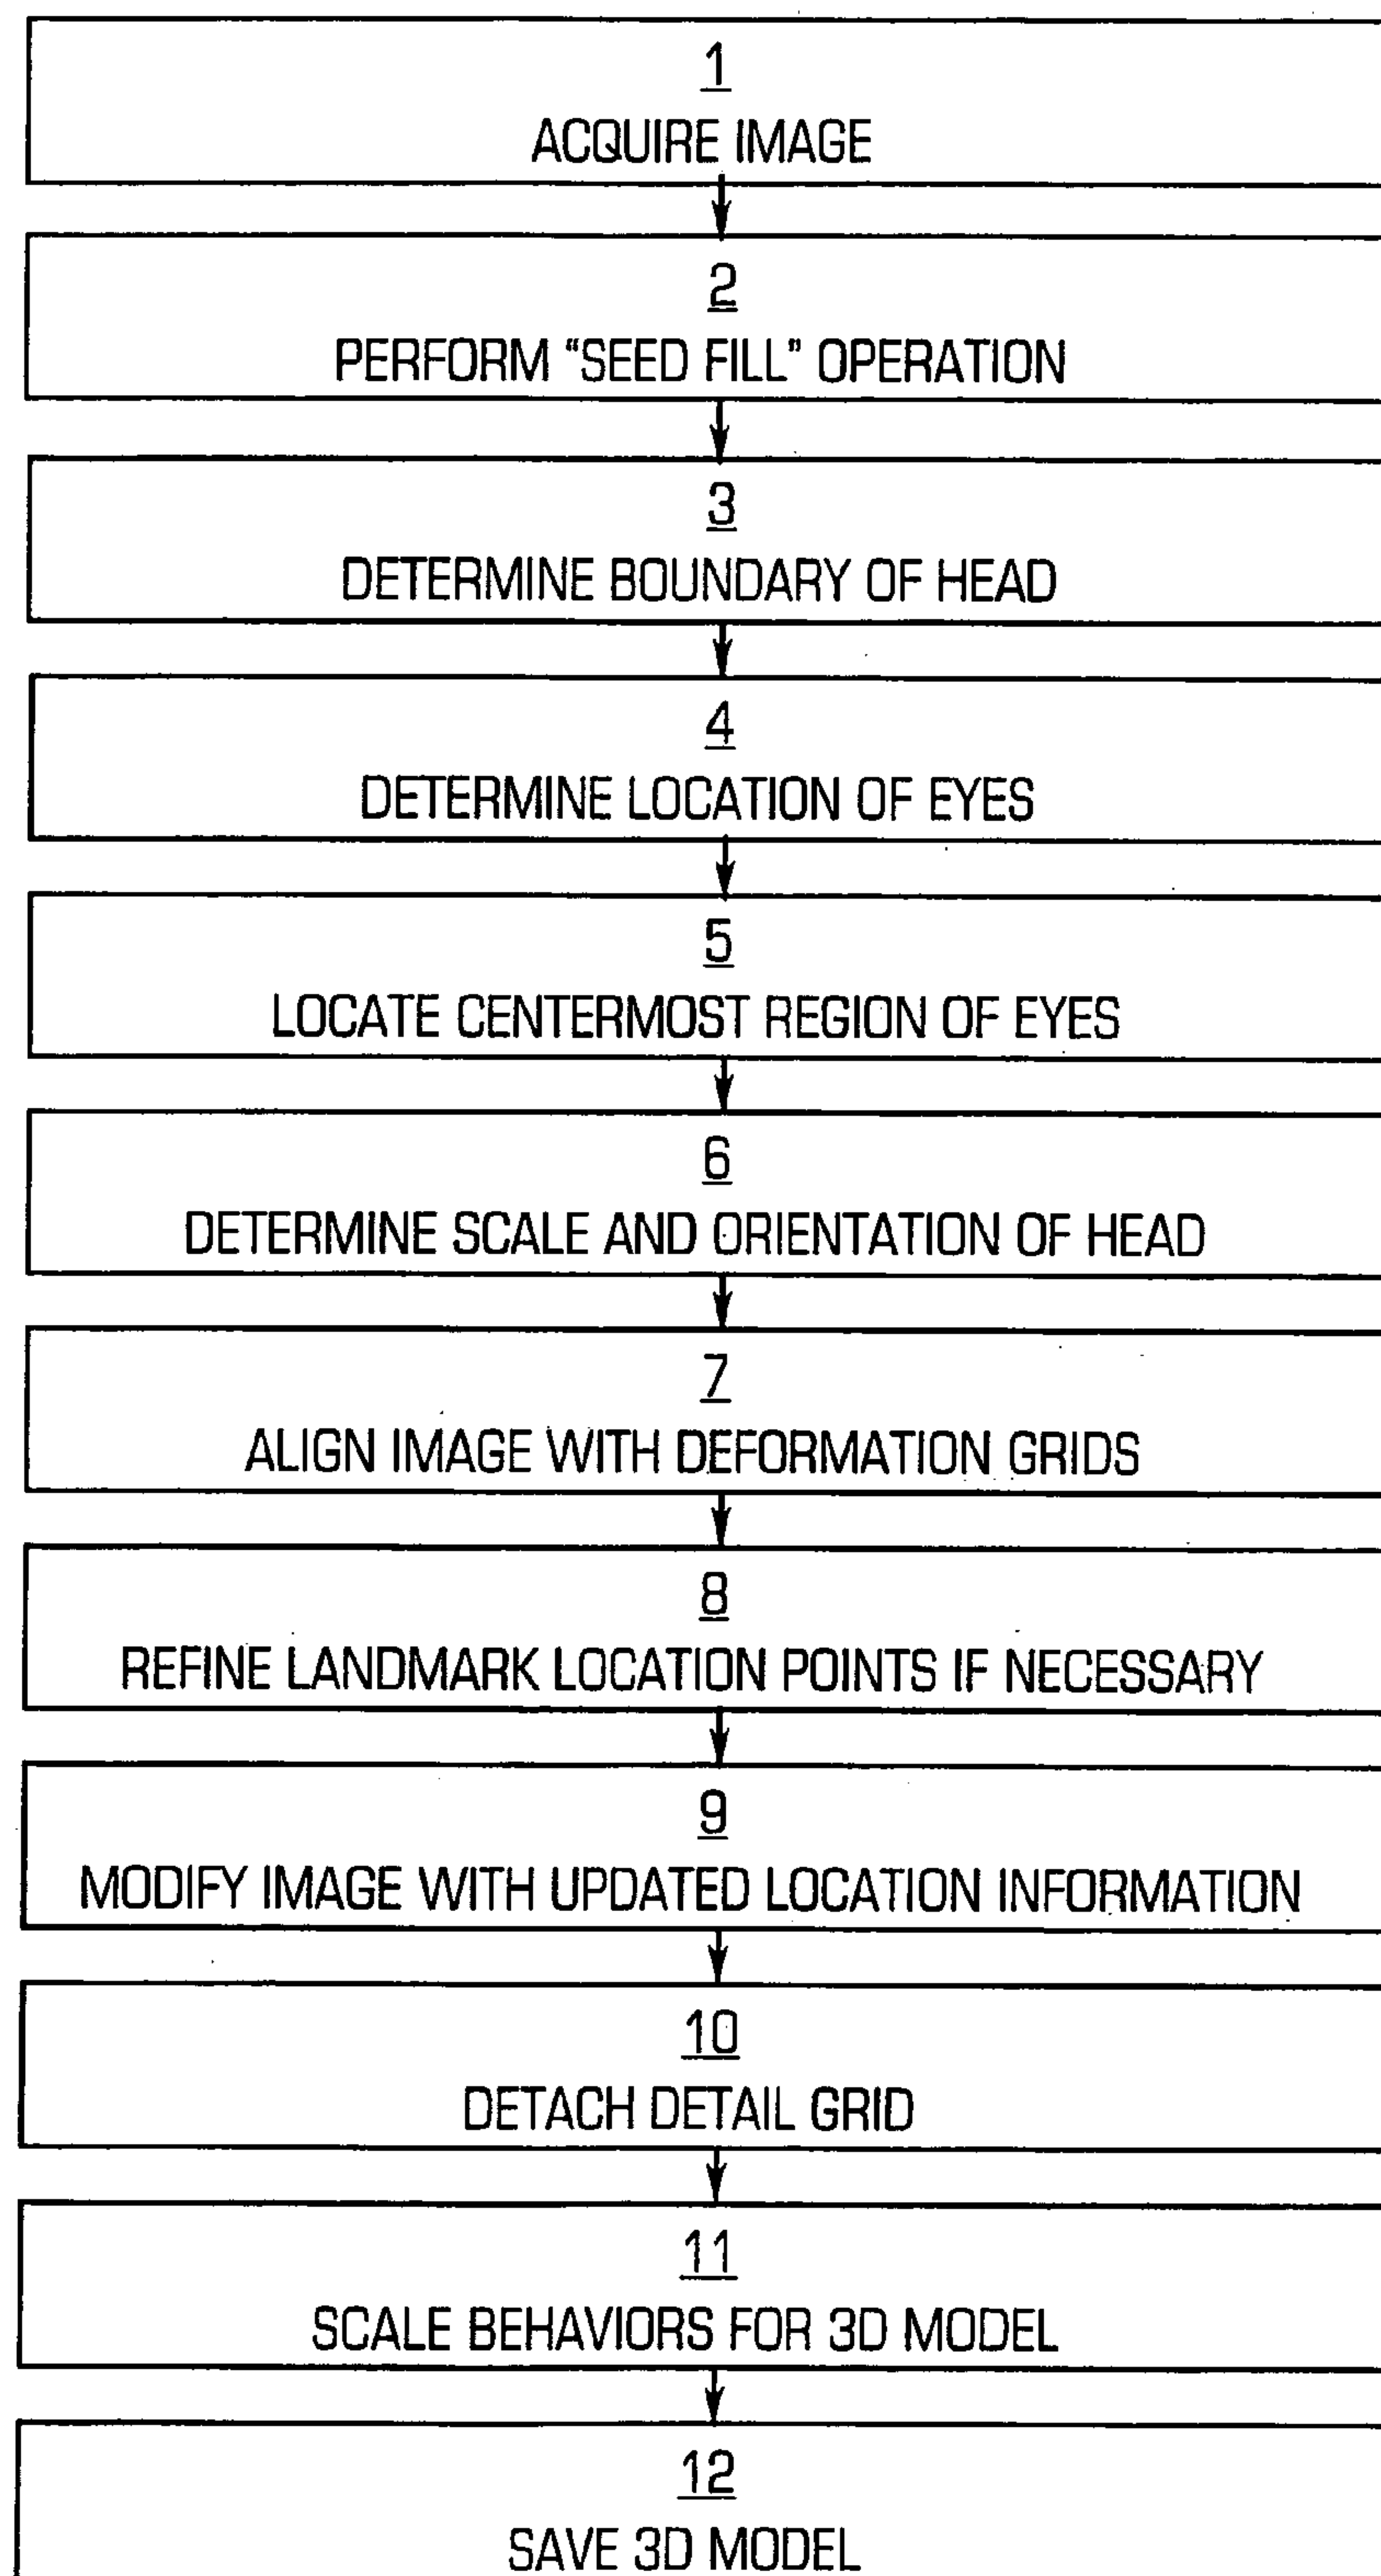 1
ACQUIRE IMAGE
2
PERFORM "SEED FILL" OPERATION
3
DETERMINE BOUNDARY OF HEAD
4
DETERMINE LOCATION OF EYES
5
LOCATE CENTERMOST REGION OF EYES
6
DETERMINE SCALE AND ORIENTATION OF HEAD
7
ALIGN IMAGE WITH DEFORMATION GRIDS
8
REFINE LANDMARK LOCATION POINTS IF NECESSARY
9
MODIFY IMAGE WITH UPDATED LOCATION INFORMATION
10
DETACH DETAIL GRID
11
SCALE BEHAVIORS FOR 3D MODEL
12
SAVE 3D MODEL